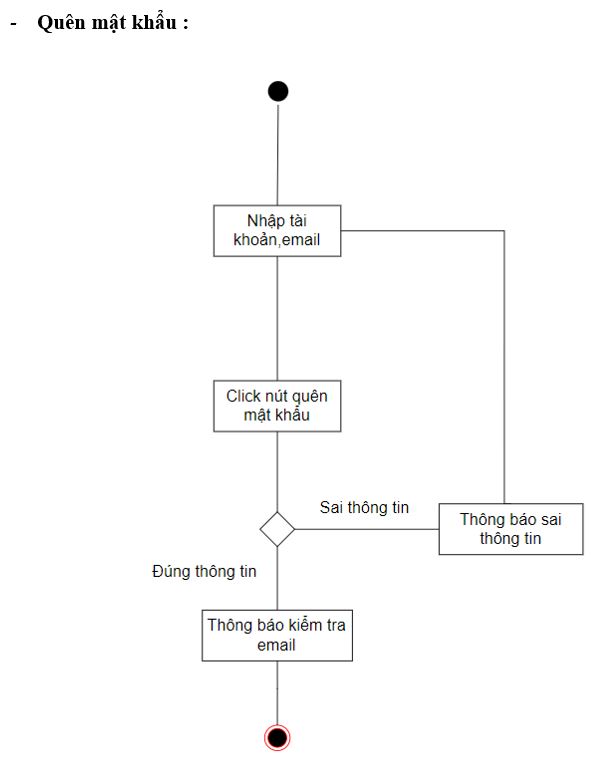 - Quên mật khẩu :
Nhập tài
khoản,email
Click nút quên
mật khẩu
Sai thông tin
Thông báo sai
thông tin
Đúng thông tin
Thông báo kiểm tra
email